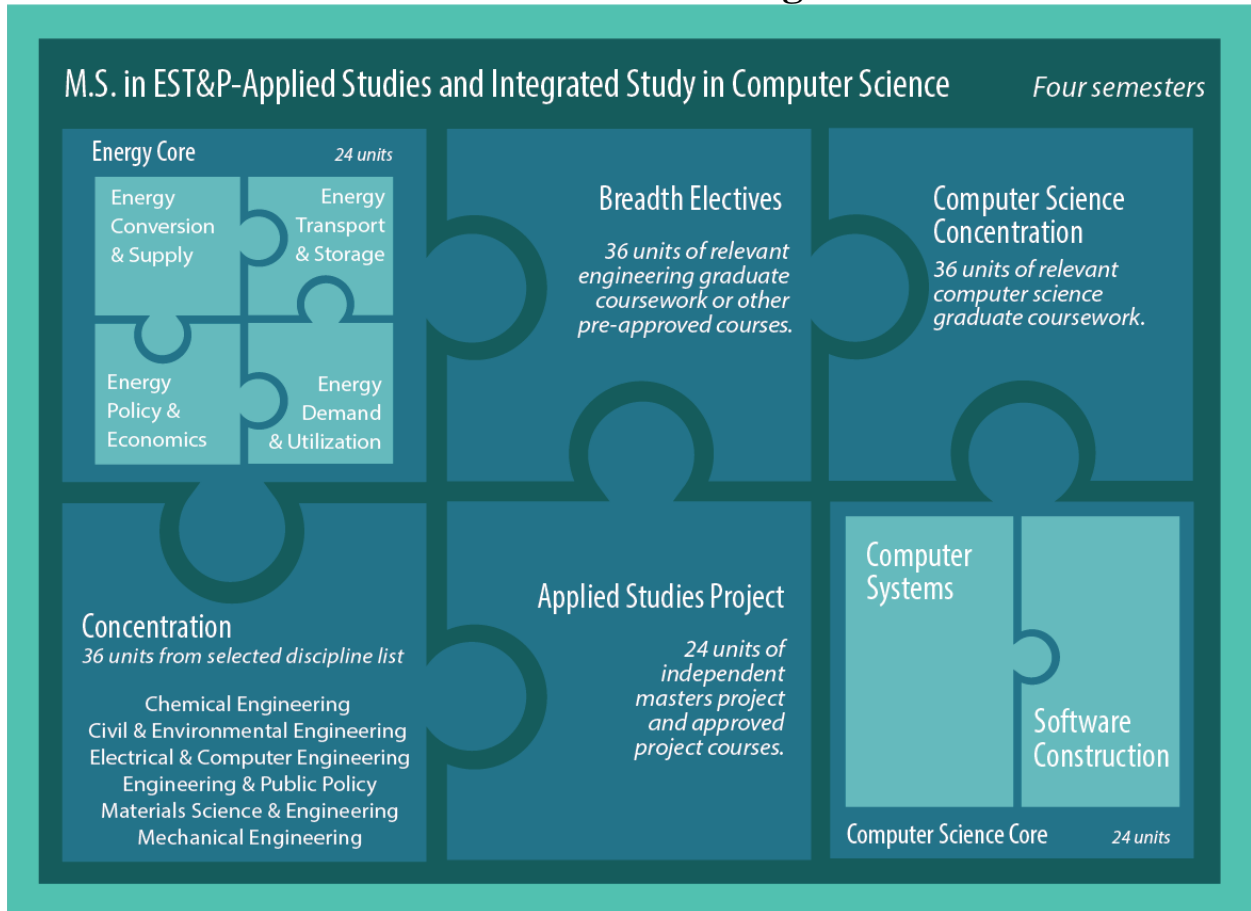 M.S. in EST&P-Applied Studies and Integrated Study in Computer Science
Four semesters
Energy Core
24 units
Energy
Conversion
& Supply
Energy
Transport
& Storage
Energy
Policy &
Economics
Energy
Demand
& Utilization
Breadth Electives
36 units of relevant
engineering graduate
coursework or other
pre-approved courses.
Computer Science
Concentration
36 units of relevant
computer science
graduate coursework.
Concentration
36 units from selected discipline list
Chemical Engineering
Civil & Environmental Engineering
Electrical & Computer Engineering
Engineering & Public Policy
Materials Science & Engineering
Mechanical Engineering
Applied Studies Project
24 units of
independent
masters project
and approved
project courses.
Computer
Systems
Software
Construction
Computer Science Core
24 units